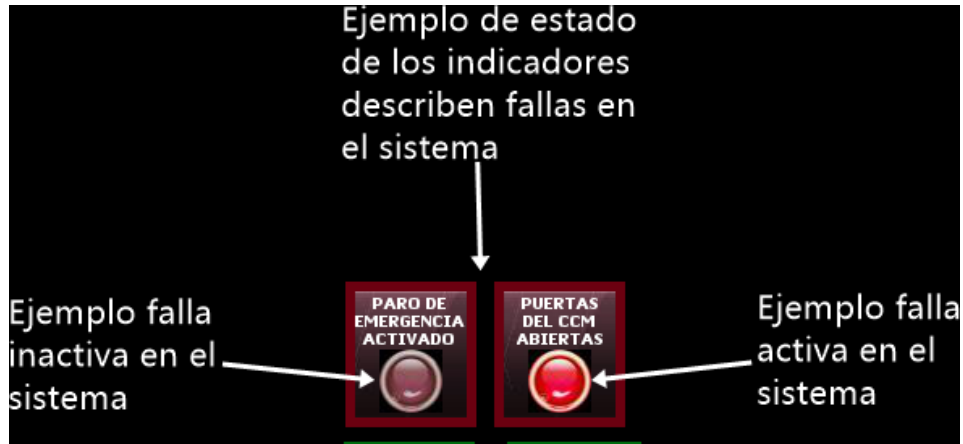 Ejemplo de estado
de los indicadores
describen fallas en
el sistema
Ejemplo falla
inactiva en el
sistema
PARO DE
EMERGENCIA
ACTIVADO
PUERTAS
DEL CCM
ABIERTAS
Ejemplo falla
activa en el
sistema